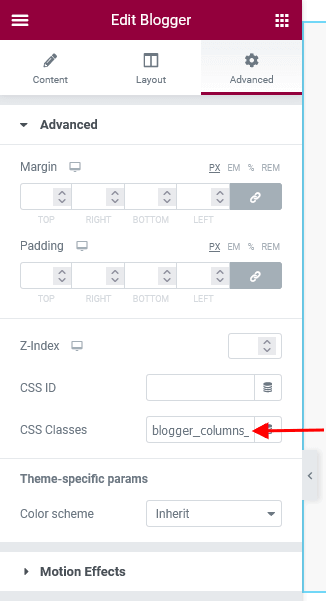 Edit Blogger
Content Layout Advanced
Advanced
Margin PX EM % REM
TOP RIGHT BOTTOM LEFT
Padding PX EM % REM
TOP RIGHT BOTTOM LEFT
Z-Index
CSS ID
CSS Classes blogger_columns_
Theme-specific params
Color scheme Inherit
Motion Effects